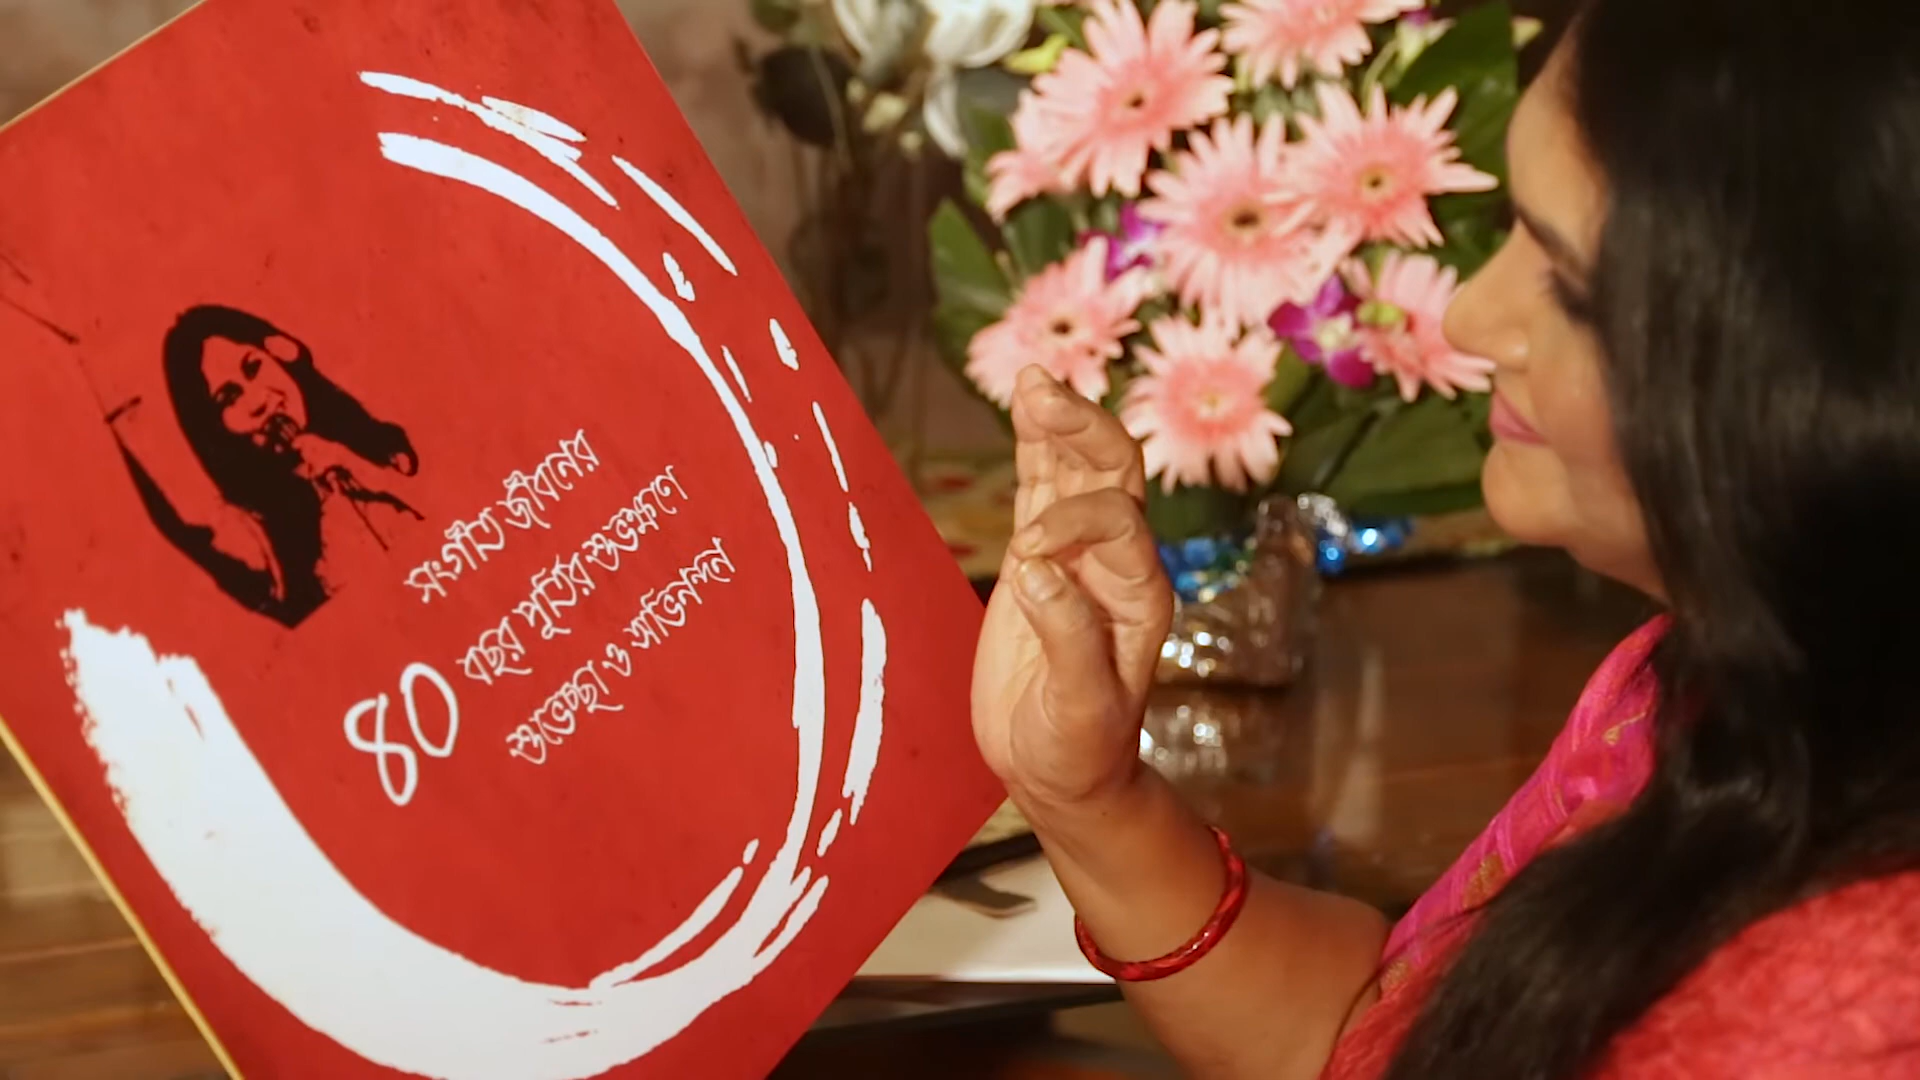 সংগীত জীবনের
৪০ বছর পূর্তির শুভক্ষণে
শুভেচ্ছা ও অভিনন্দন